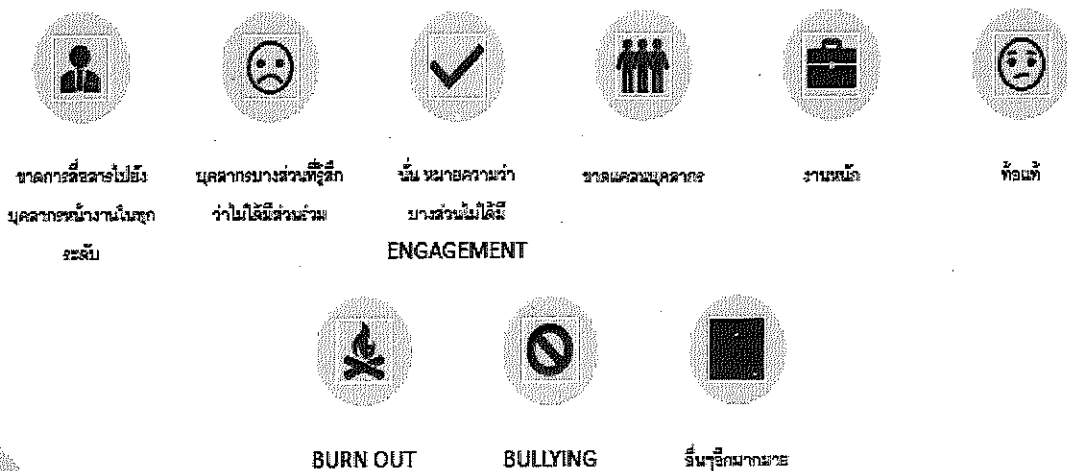 ขาดการสื่อสารไปยัง
บุคลากรหน้างานในทุก
ระดับ
บุคลากรบางส่วนที่รู้สึก
ว่าไม่ได้มีส่วนร่วม
นั่น หมายความว่า
บางส่วนไม่ได้มี
ENGAGEMENT
ขาดแคลนบุคลากร
งานหนัก
ท้อแท้
BURN OUT
BULLYING
อื่นๆอีกมากมาย